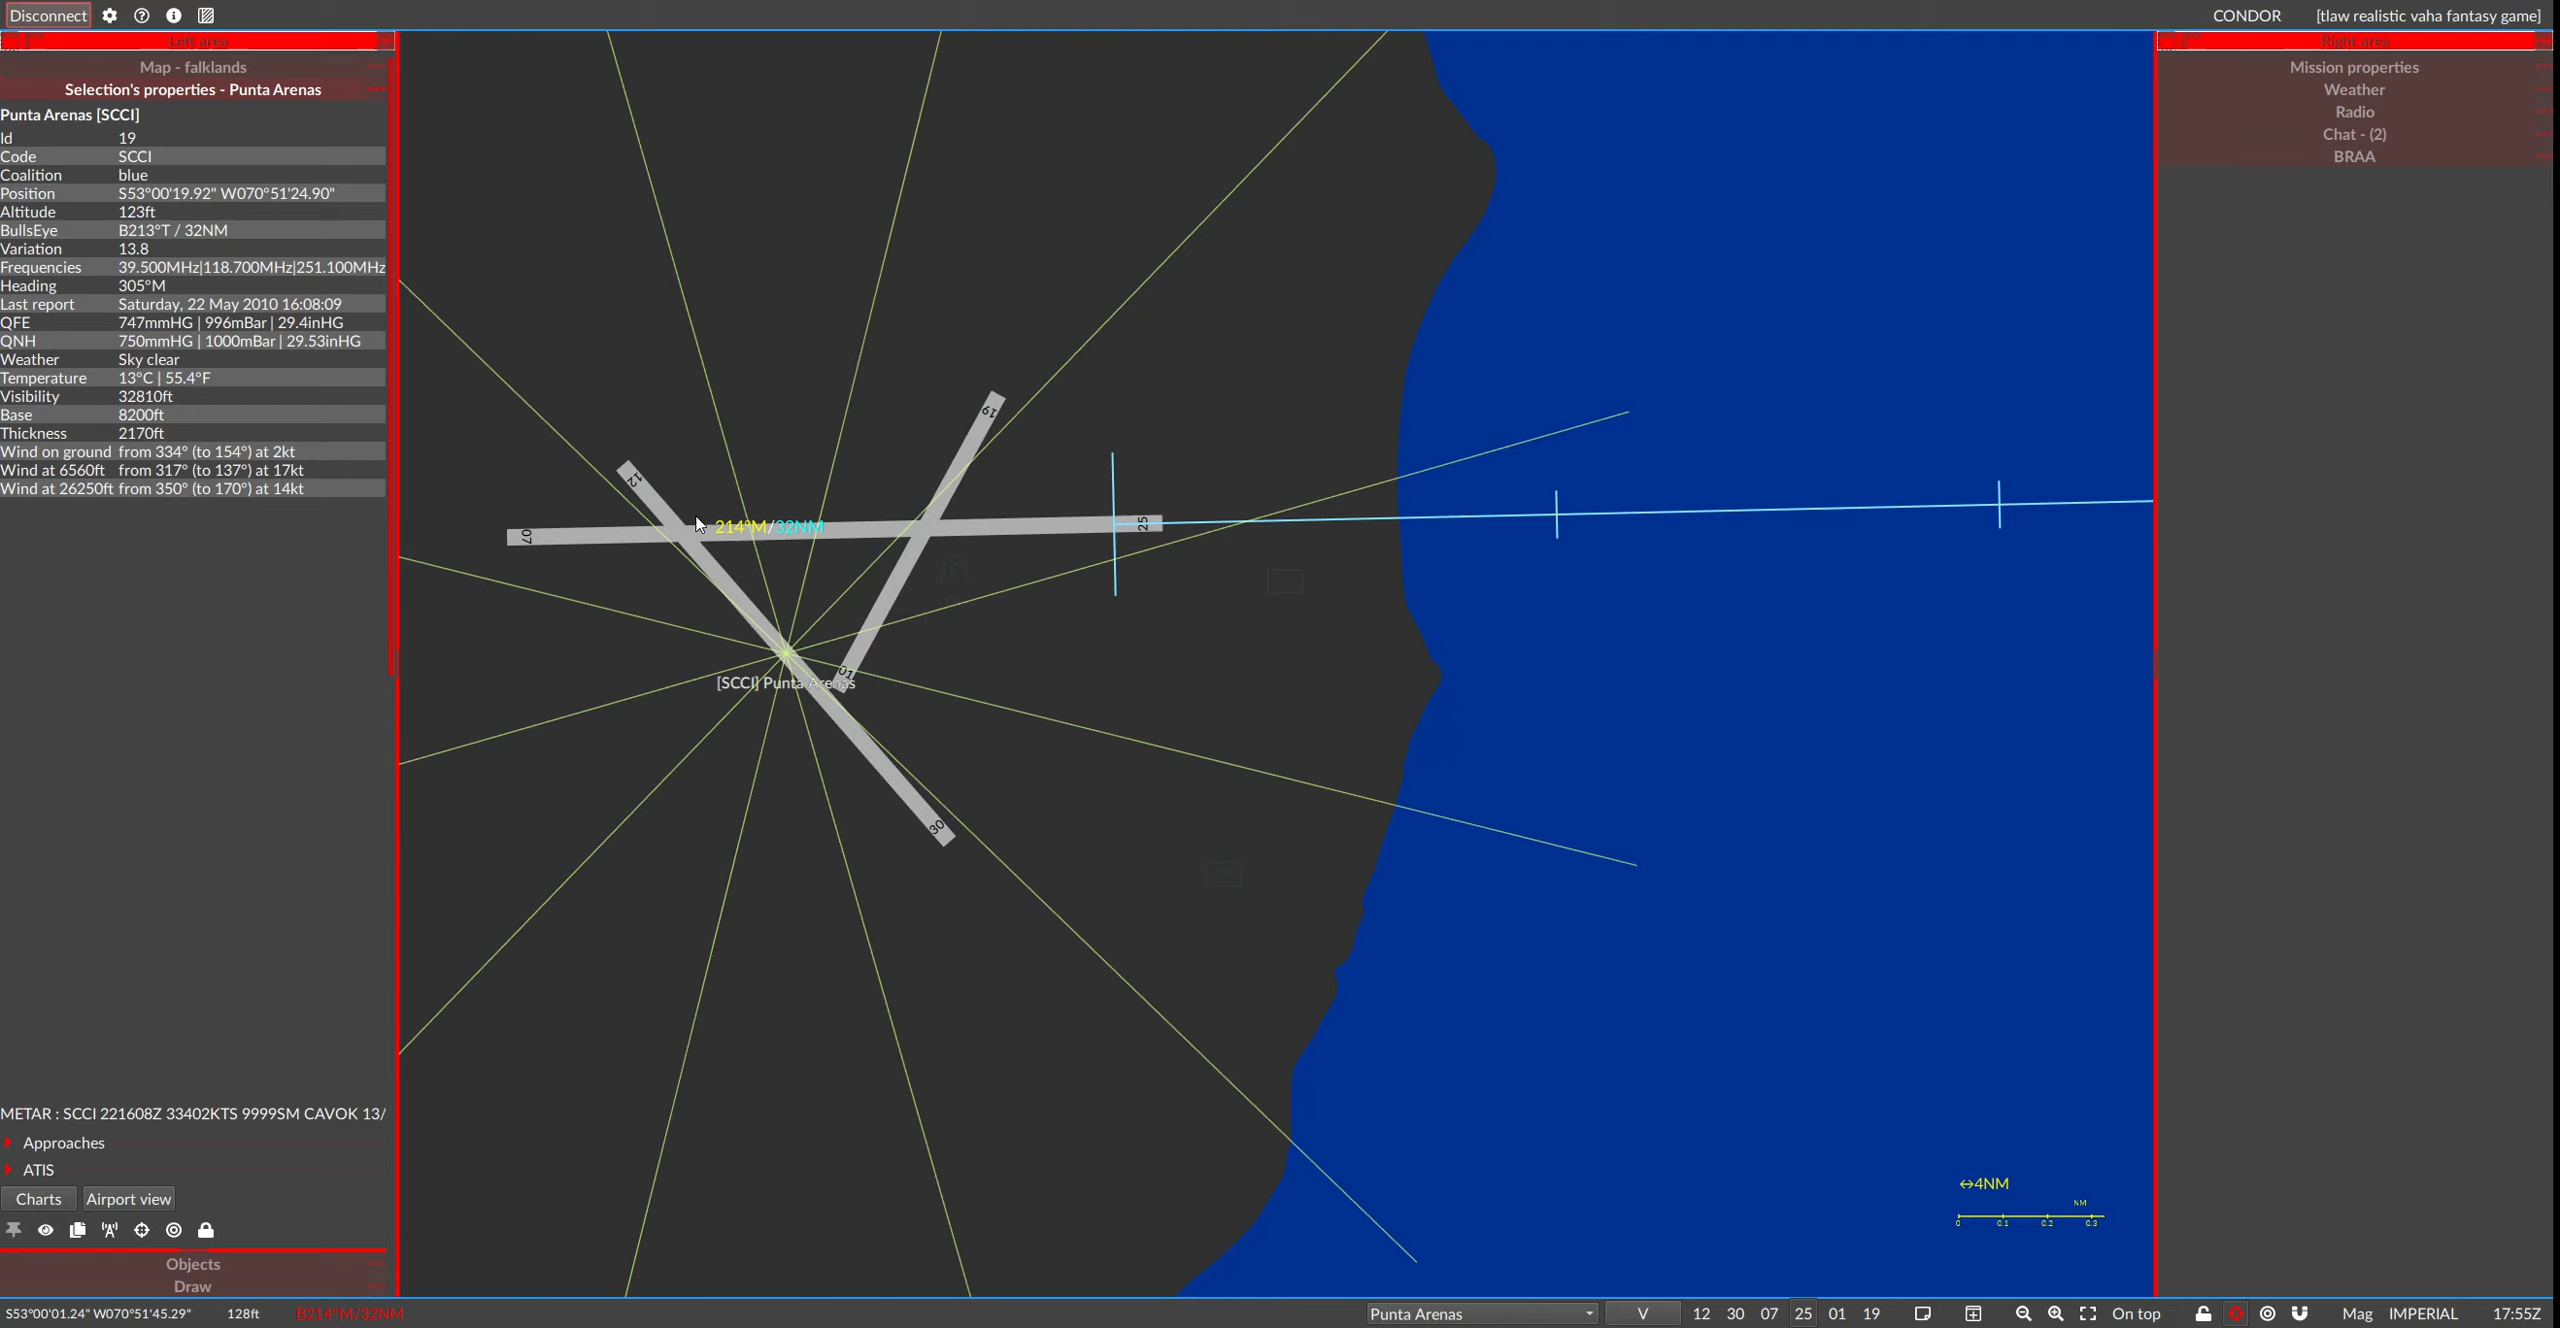 Disconnect
CONDOR [tlaw realistic vaha fantasy game]
Left area
Map - falklands
Selection's properties - Punta Arenas
Punta Arenas [SCCI]
Id 19
Code SCCI
Coalition blue
Position S53°00'19.92" W070°51'24.90"
Altitude 123ft
BullsEye B213°T / 32NM
Variation 13.8
Frequencies 39.500MHz|118.700MHz|251.100MHz
Heading 305°M
Last report Saturday, 22 May 2010 16:08:09
QFE 747mmHG | 996mBar | 29.4inHG
QNH 750mmHG | 1000mBar | 29.53inHG
Weather Sky clear
Temperature 13°C | 55.4°F
Visibility 32810ft
Base 8200ft
Thickness 2170ft
Wind on ground from 334° (to 154°) at 2kt
Wind at 6560ft from 317° (to 137°) at 17kt
Wind at 26250ft from 350° (to 170°) at 14kt
METAR : SCCI 221608Z 33402KTS 9999SM CAVOK 13/
Approaches
ATIS
Charts Airport view
Objects
Draw
19
12
07
214°M/32NM
25
01
[SCCI] Punta Arenas
30
↔4NM
NM
0 0.1 0.2 0.3
Right area
Mission properties
Weather
Radio
Chat - (2)
BRAA
S53°00'01.24" W070°51'45.29" 128ft B214°M/32NM
Punta Arenas V 12 30 07 25 01 19 On top Mag IMPERIAL 17:55Z